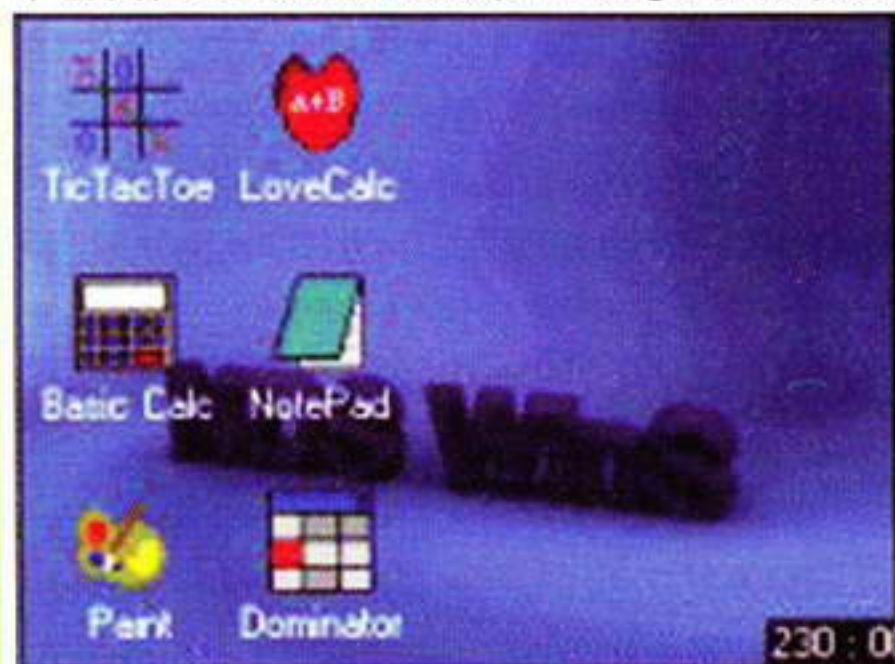 TicTacToe LoveCalc
a+B
Basic Calc NotePad
Paint Dominator
230 : 0